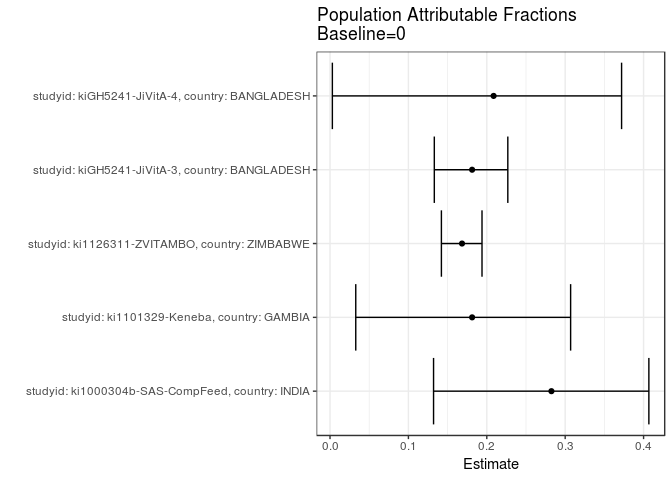 Population Attributable Fractions
Baseline=0
studyid: kiGH5241-JiVitA-4, country: BANGLADESH
studyid: kiGH5241-JiVitA-3, country: BANGLADESH
studyid: ki1126311-ZVITAMBO, country: ZIMBABWE
studyid: ki1101329-Keneba, country: GAMBIA
studyid: ki1000304b-SAS-CompFeed, country: INDIA
0.0 0.1 0.2 0.3 0.4
Estimate